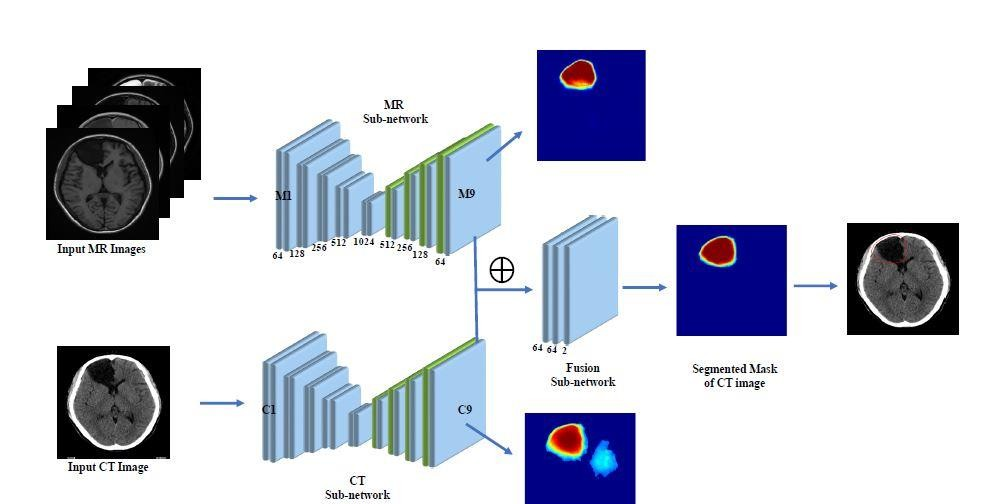 MR
Sub-network
M1
M9
Input MR Images
64 128 256 512 1024 512 256 128 64
⊕
64 64 2
Fusion
Sub-network
Segmented Mask
of CT image
C1
C9
Input CT Image
CT
Sub-network